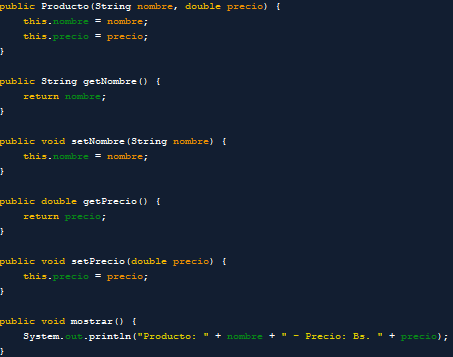 public Producto(String nombre, double precio) {
    this.nombre = nombre;
    this.precio = precio;
}

public String getNombre() {
    return nombre;
}

public void setNombre(String nombre) {
    this.nombre = nombre;
}

public double getPrecio() {
    return precio;
}

public void setPrecio(double precio) {
    this.precio = precio;
}

public void mostrar() {
    System.out.println("Producto: " + nombre + " - Precio: Bs. " + precio);
}